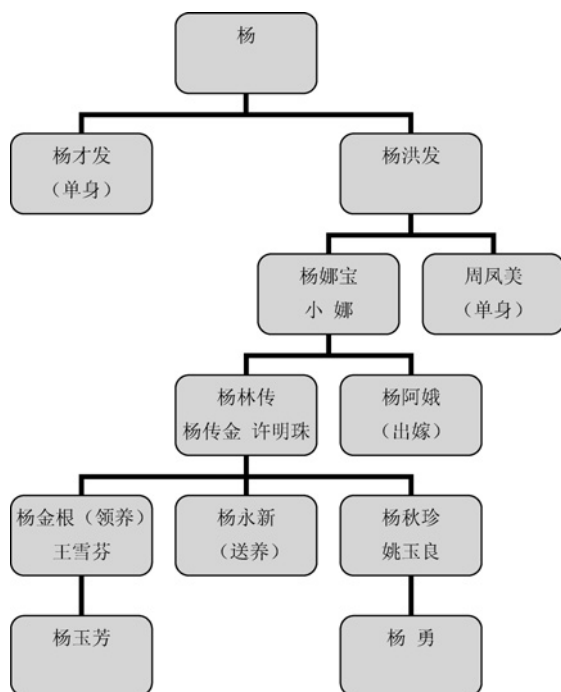 杨
杨才发
（单身）
杨洪发
杨娜宝
小 娜
周凤美
（单身）
杨林传
杨传金 许明珠
杨阿娥
（出嫁）
杨金根（领养）
王雪芬
杨永新
（送养）
杨秋珍
姚玉良
杨玉芳
杨 勇